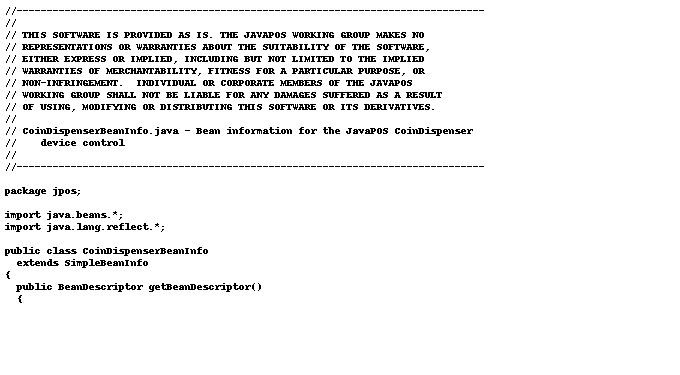 //------------------------------------------------------------------------------
//
// THIS SOFTWARE IS PROVIDED AS IS. THE JAVAPOS WORKING GROUP MAKES NO
// REPRESENTATIONS OR WARRANTIES ABOUT THE SUITABILITY OF THE SOFTWARE,
// EITHER EXPRESS OR IMPLIED, INCLUDING BUT NOT LIMITED TO THE IMPLIED
// WARRANTIES OF MERCHANTABILITY, FITNESS FOR A PARTICULAR PURPOSE, OR
// NON-INFRINGEMENT.  INDIVIDUAL OR CORPORATE MEMBERS OF THE JAVAPOS
// WORKING GROUP SHALL NOT BE LIABLE FOR ANY DAMAGES SUFFERED AS A RESULT
// OF USING, MODIFYING OR DISTRIBUTING THIS SOFTWARE OR ITS DERIVATIVES.
//
// CoinDispenserBeanInfo.java - Bean information for the JavaPOS CoinDispenser
//    device control
//
//------------------------------------------------------------------------------

package jpos;

import java.beans.*;
import java.lang.reflect.*;

public class CoinDispenserBeanInfo
  extends SimpleBeanInfo
{
  public BeanDescriptor getBeanDescriptor()
  {